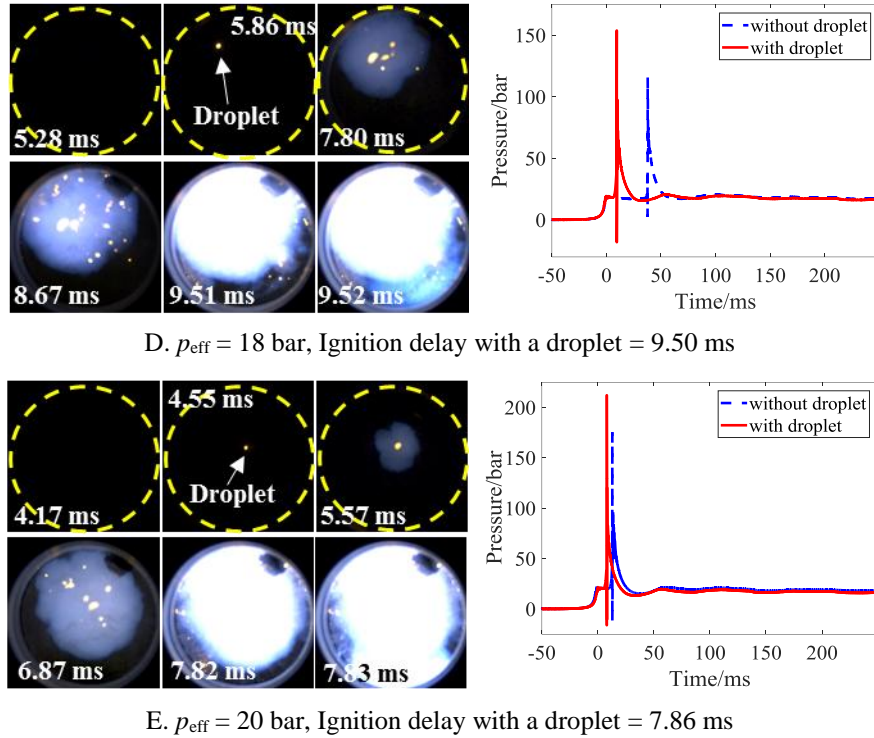 5.28 ms
5.86 ms
Droplet
7.80 ms
8.67 ms
9.51 ms
9.52 ms
Pressure/bar
150
100
50
0
-50
0
50
100
150
200
Time/ms
without droplet
with droplet
D. peff = 18 bar, Ignition delay with a droplet = 9.50 ms
4.17 ms
4.55 ms
Droplet
5.57 ms
6.87 ms
7.82 ms
7.83 ms
Pressure/bar
200
150
100
50
0
-50
0
50
100
150
200
Time/ms
without droplet
with droplet
E. peff = 20 bar, Ignition delay with a droplet = 7.86 ms